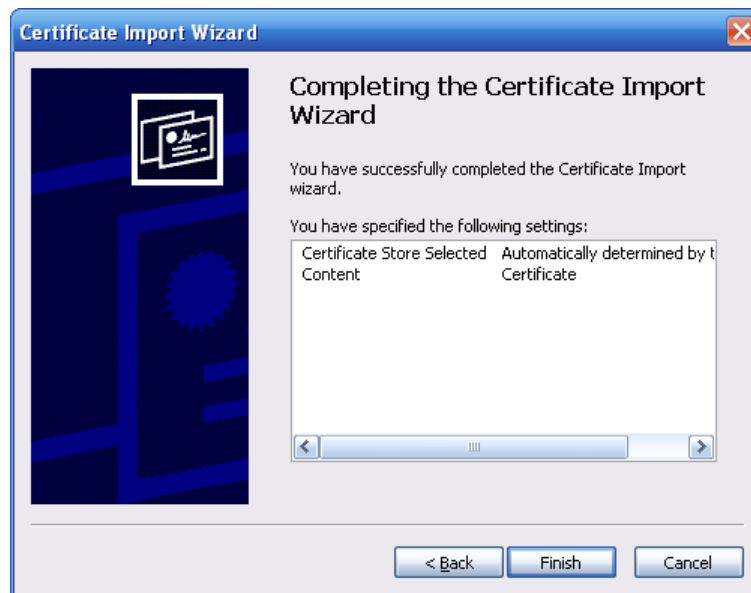 Certificate Import Wizard
Completing the Certificate Import
Wizard
You have successfully completed the Certificate Import
wizard.
You have specified the following settings:
Certificate Store Selected Automatically determined by t
Content Certificate
< Back Finish Cancel